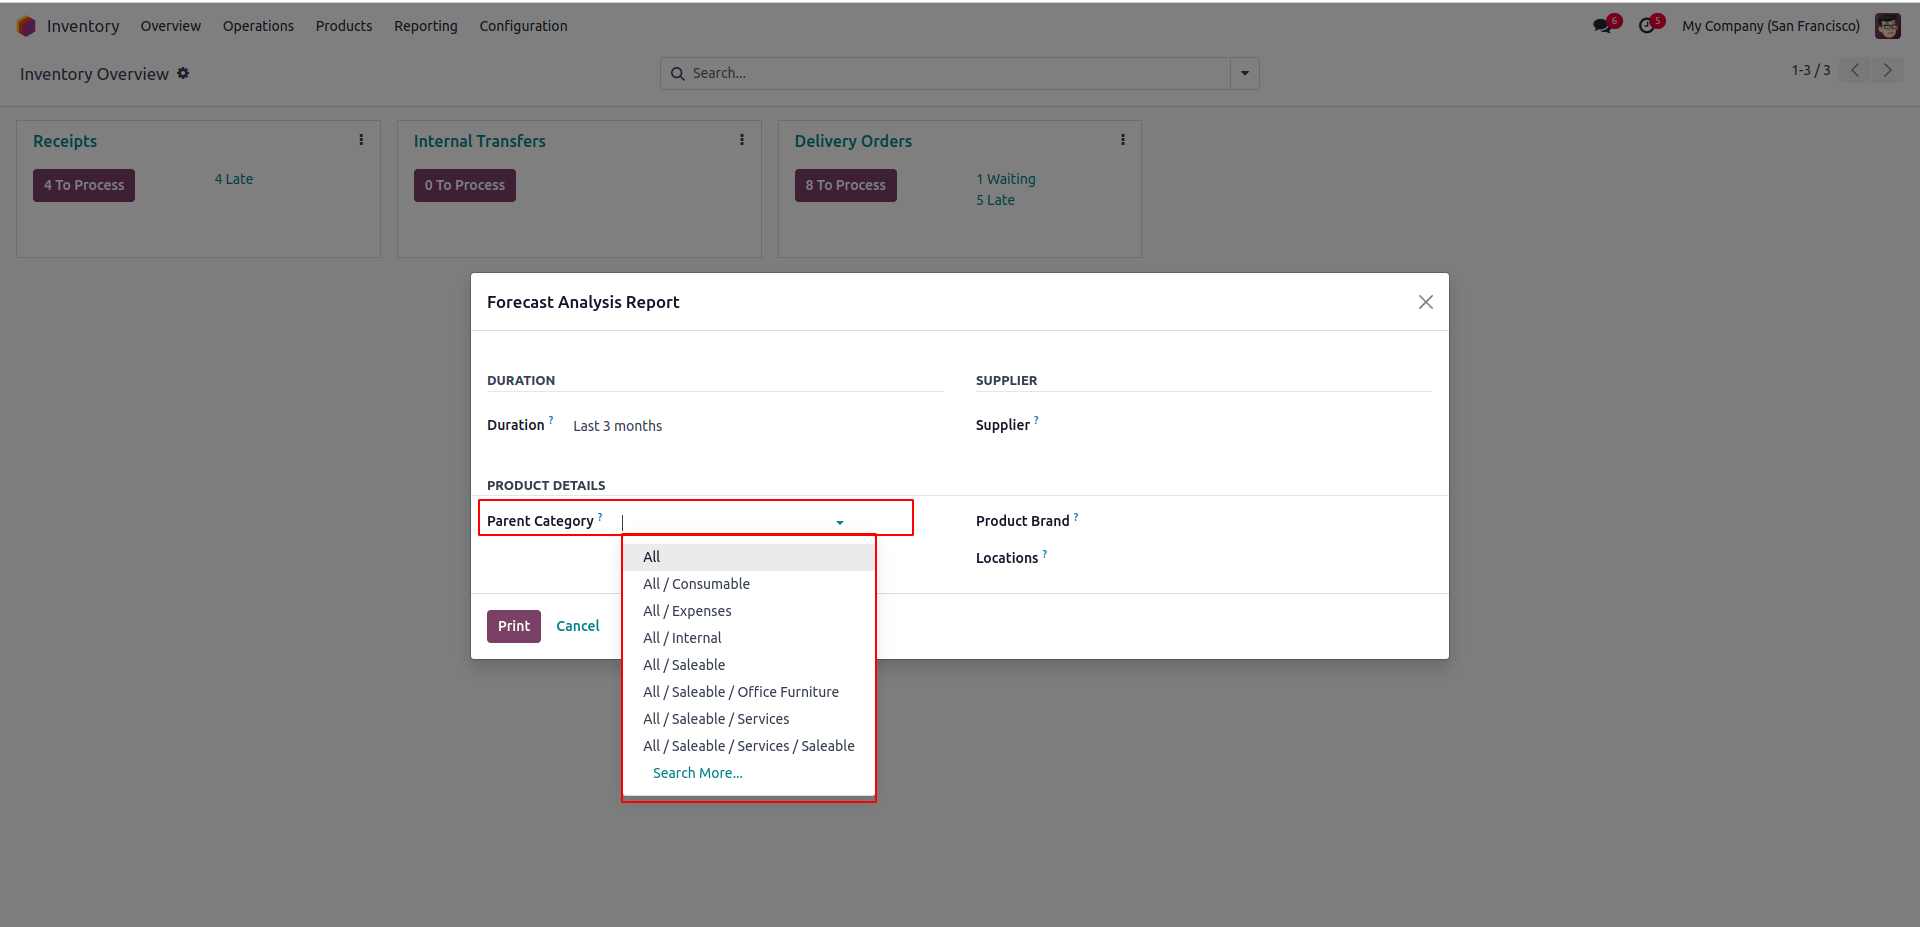 Inventory Overview Operations Products Reporting Configuration 6 5 My Company (San Francisco)
Inventory Overview Search... 1-3 / 3
Receipts Internal Transfers Delivery Orders
4 To Process 4 Late 0 To Process 8 To Process 1 Waiting
5 Late
Forecast Analysis Report
DURATION SUPPLIER
Duration ? Last 3 months Supplier ?
PRODUCT DETAILS
Parent Category ? Product Brand ?
Locations ?
All
All / Consumable
All / Expenses
All / Internal
All / Saleable
All / Saleable / Office Furniture
All / Saleable / Services
All / Saleable / Services / Saleable
Search More...
Print Cancel